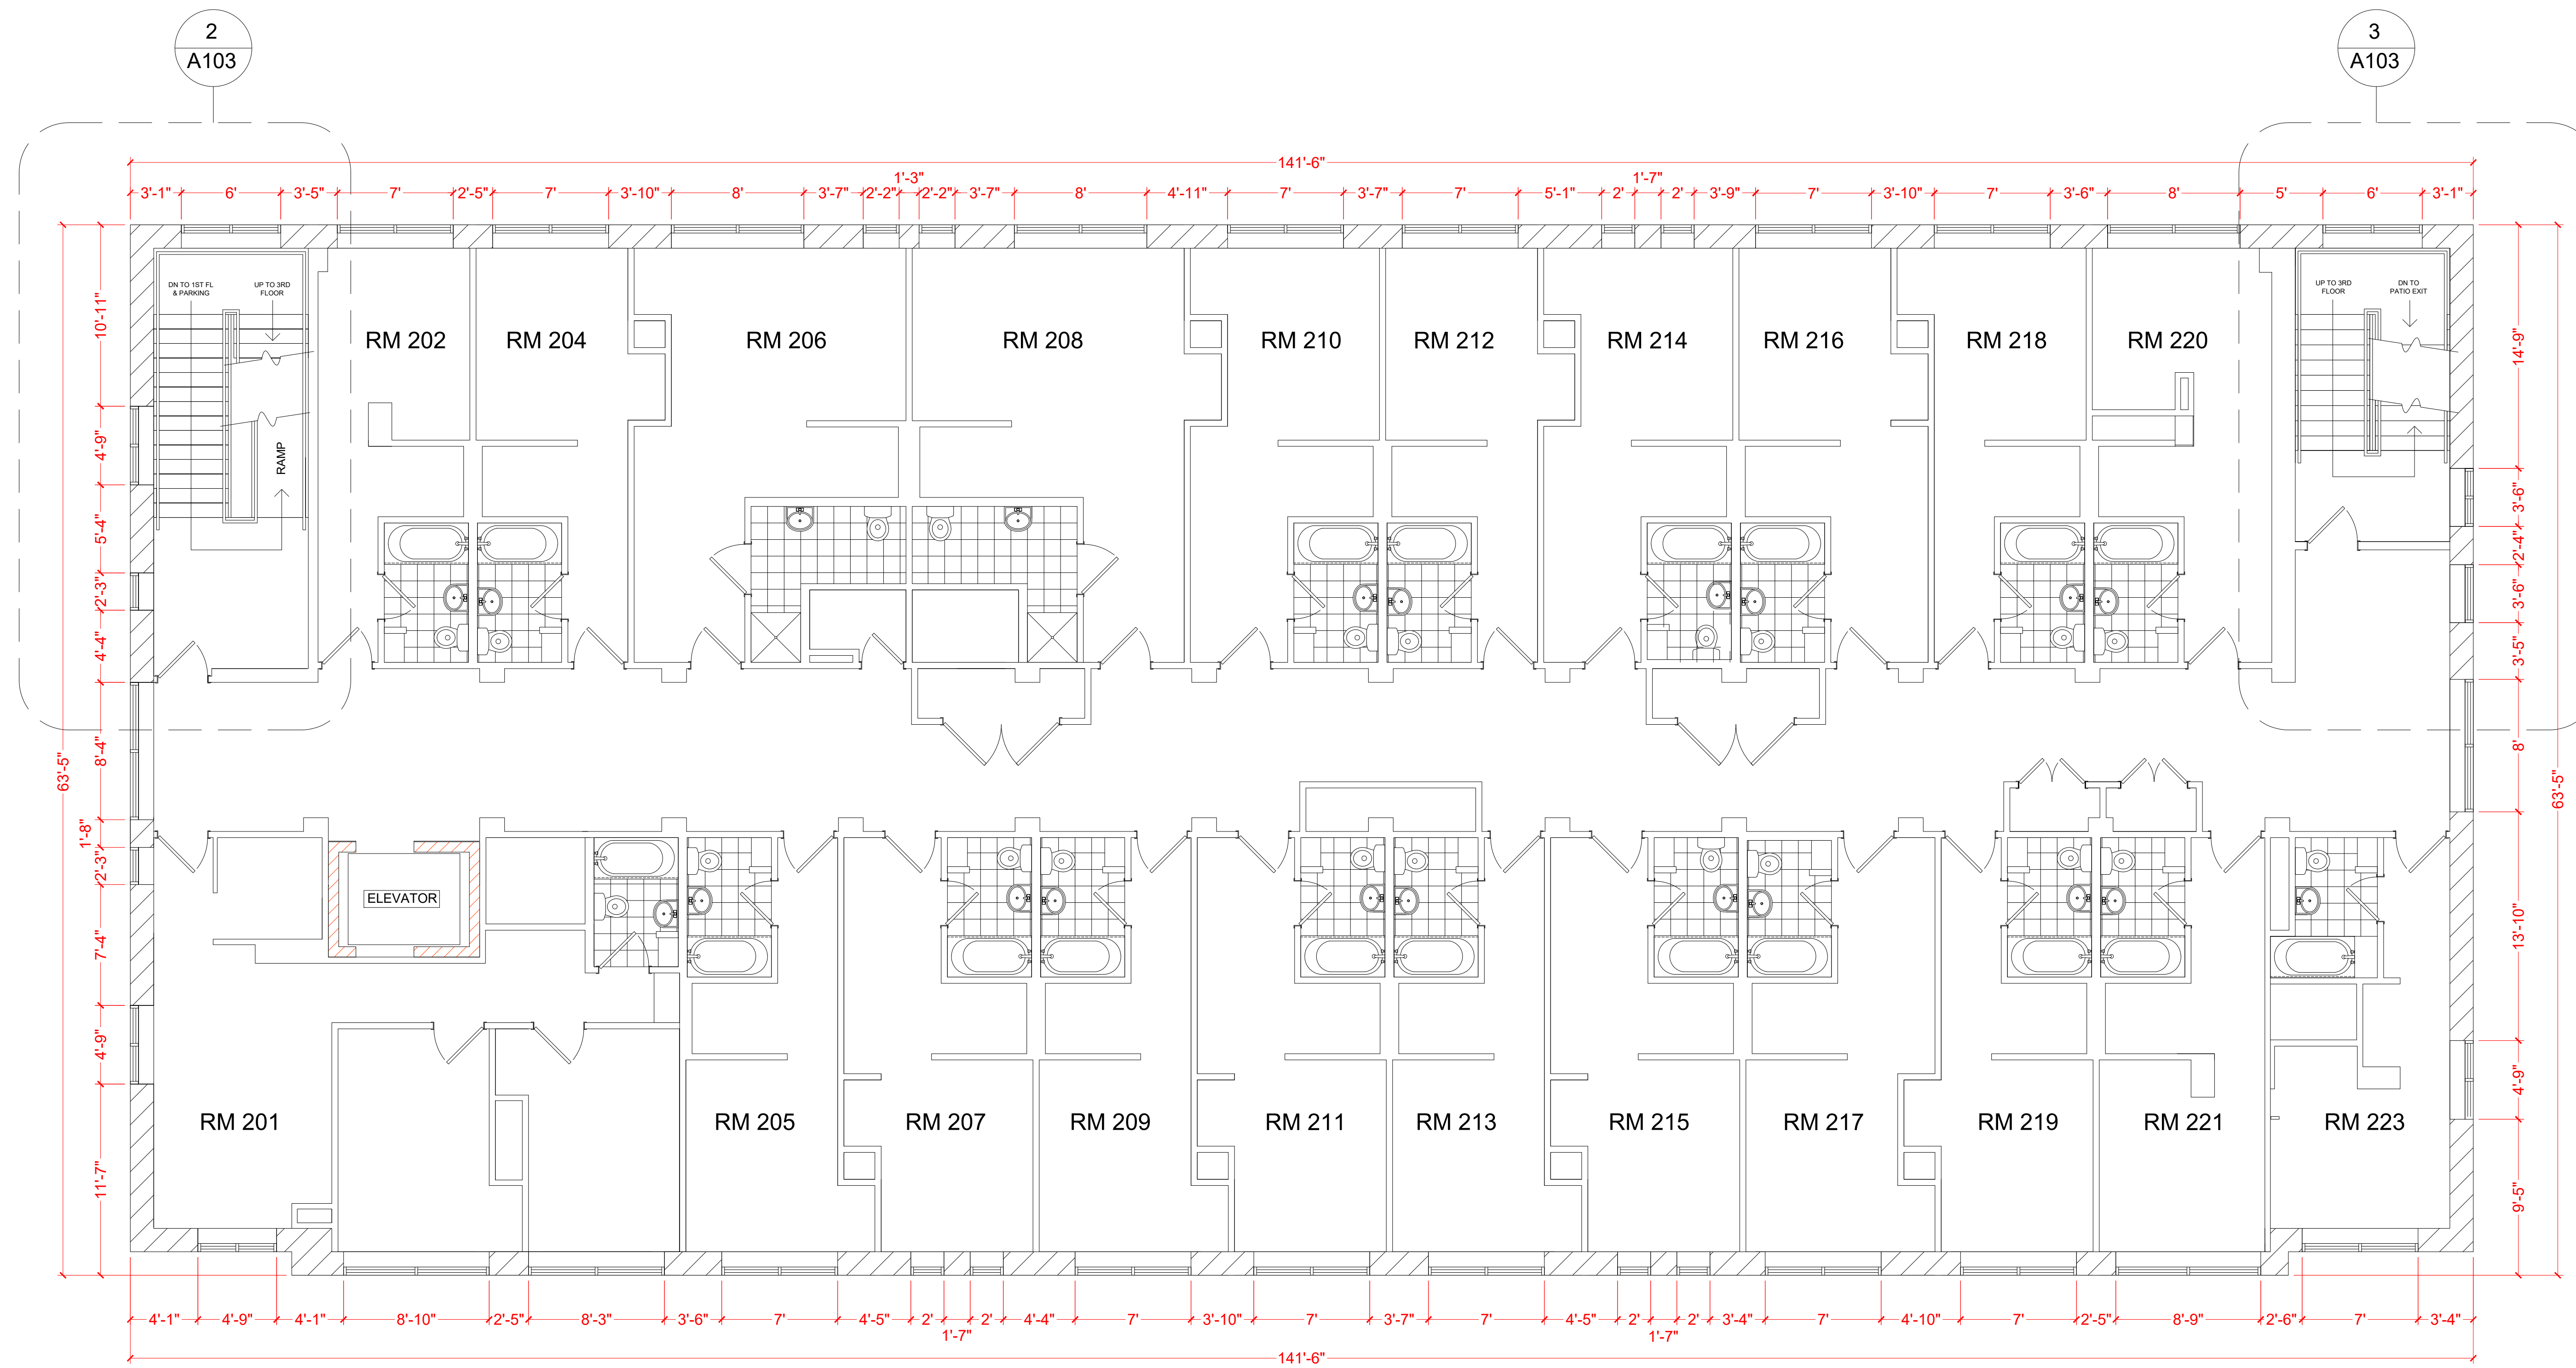 2
A103
3
A103
141'-6"
1'-3"
1'-7"
3'-1"
6'
3'-5"
7'
2'-5"
7'
3'-10"
8'
3'-7"
2'-2"
2'-2"
3'-7"
8'
4'-11"
7'
3'-7"
7'
5'-1"
2'
2'
3'-9"
7'
3'-10"
7'
3'-6"
8'
5'
6'
3'-1"
DN TO 1ST FL
& PARKING
UP TO 3RD
FLOOR
UP TO 3RD
FLOOR
DN TO
PATIO EXIT
RM 202
RM 204
RM 206
RM 208
RM 210
RM 212
RM 214
RM 216
RM 218
RM 220
RAMP
63'-5"
10'-11"
4'-9"
5'-4"
2'-3"
4'-4"
8'-4"
1'-8"
2'-3"
7'-4"
4'-9"
11'-7"
14'-9"
3'-6"
2'-4"
3'-6"
3'-5"
8'
13'-10"
4'-9"
9'-5"
63'-5"
ELEVATOR
RM 201
RM 205
RM 207
RM 209
RM 211
RM 213
RM 215
RM 217
RM 219
RM 221
RM 223
4'-1"
4'-9"
4'-1"
8'-10"
2'-5"
8'-3"
3'-6"
7'
4'-5"
2'
2'
4'-4"
7'
3'-10"
7'
3'-7"
7'
4'-5"
2'
2'
3'-4"
7'
4'-10"
7'
2'-5"
8'-9"
2'-6"
7'
3'-4"
1'-7"
1'-7"
141'-6"